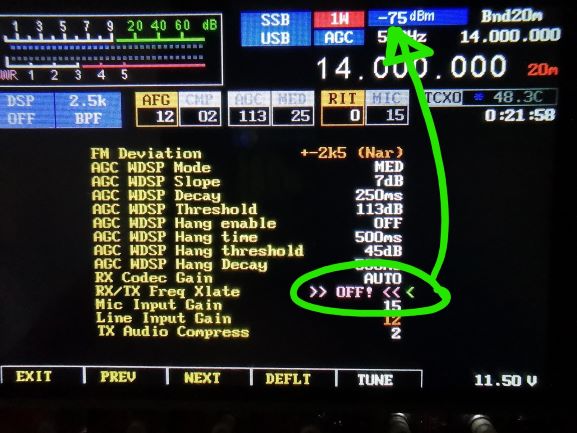 1 3 5 7 9 20 40 60 dB
SSB 1W -75 dBm Bnd20m
USB AGC 14.000.000
WR 1 2 3 4 5
14.000.000 20m
DSP 2.5k AFG CMP AGC MED RIT MIC TCXO * 48.3C
OFF BPF 12 02 113 25 0 15 0:21:58
FM Deviation +-2k5 (Nar)
AGC WDSP Mode MED
AGC WDSP Slope 7dB
AGC WDSP Decay 250ms
AGC WDSP Threshold 113dB
AGC WDSP Hang enable OFF
AGC WDSP Hang time 500ms
AGC WDSP Hang threshold 45dB
AGC WDSP Hang Decay
RX Codec Gain AUTO
RX/TX Freq Xlate >> OFF! << <
Mic Input Gain 15
Line Input Gain 12
TX Audio Compress 2
EXIT PREV NEXT DEFLT TUNE 11.50 V